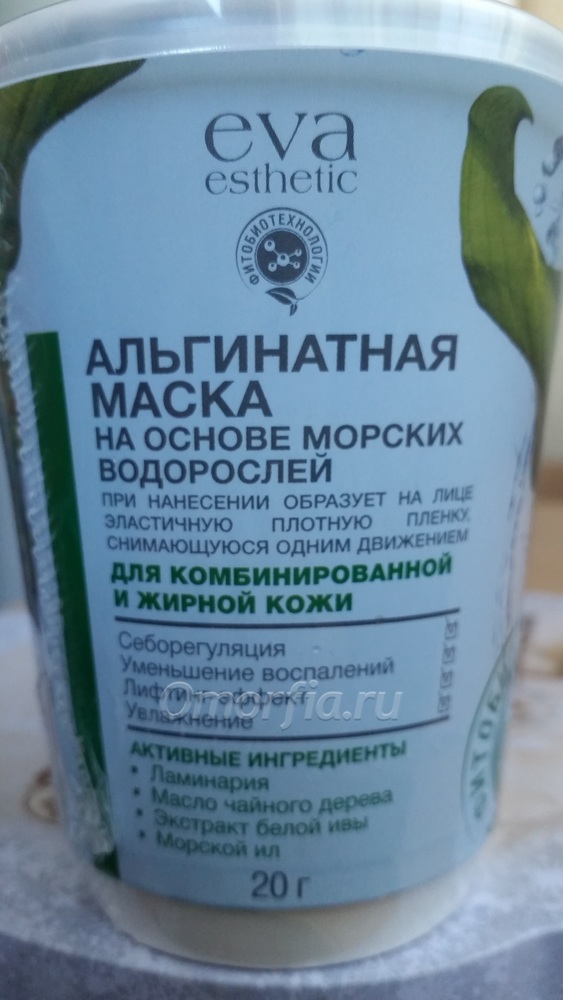 eva
esthetic
ФИТОБИОТЕХНОЛОГИИ
АЛЬГИНАТНАЯ
МАСКА
НА ОСНОВЕ МОРСКИХ
ВОДОРОСЛЕЙ
ПРИ НАНЕСЕНИИ ОБРАЗУЕТ НА ЛИЦЕ
ЭЛАСТИЧНУЮ ПЛОТНУЮ ПЛЕНКУ,
СНИМАЮЩУЮСЯ ОДНИМ ДВИЖЕНИЕМ
ДЛЯ КОМБИНИРОВАННОЙ
И ЖИРНОЙ КОЖИ
Себорегуляция
Уменьшение воспалений
Лифтинг-эффект
Omorfia.ru
Увлажнение
АКТИВНЫЕ ИНГРЕДИЕНТЫ
• Ламинария
• Масло чайного дерева
• Экстракт белой ивы
• Морской ил
20 г